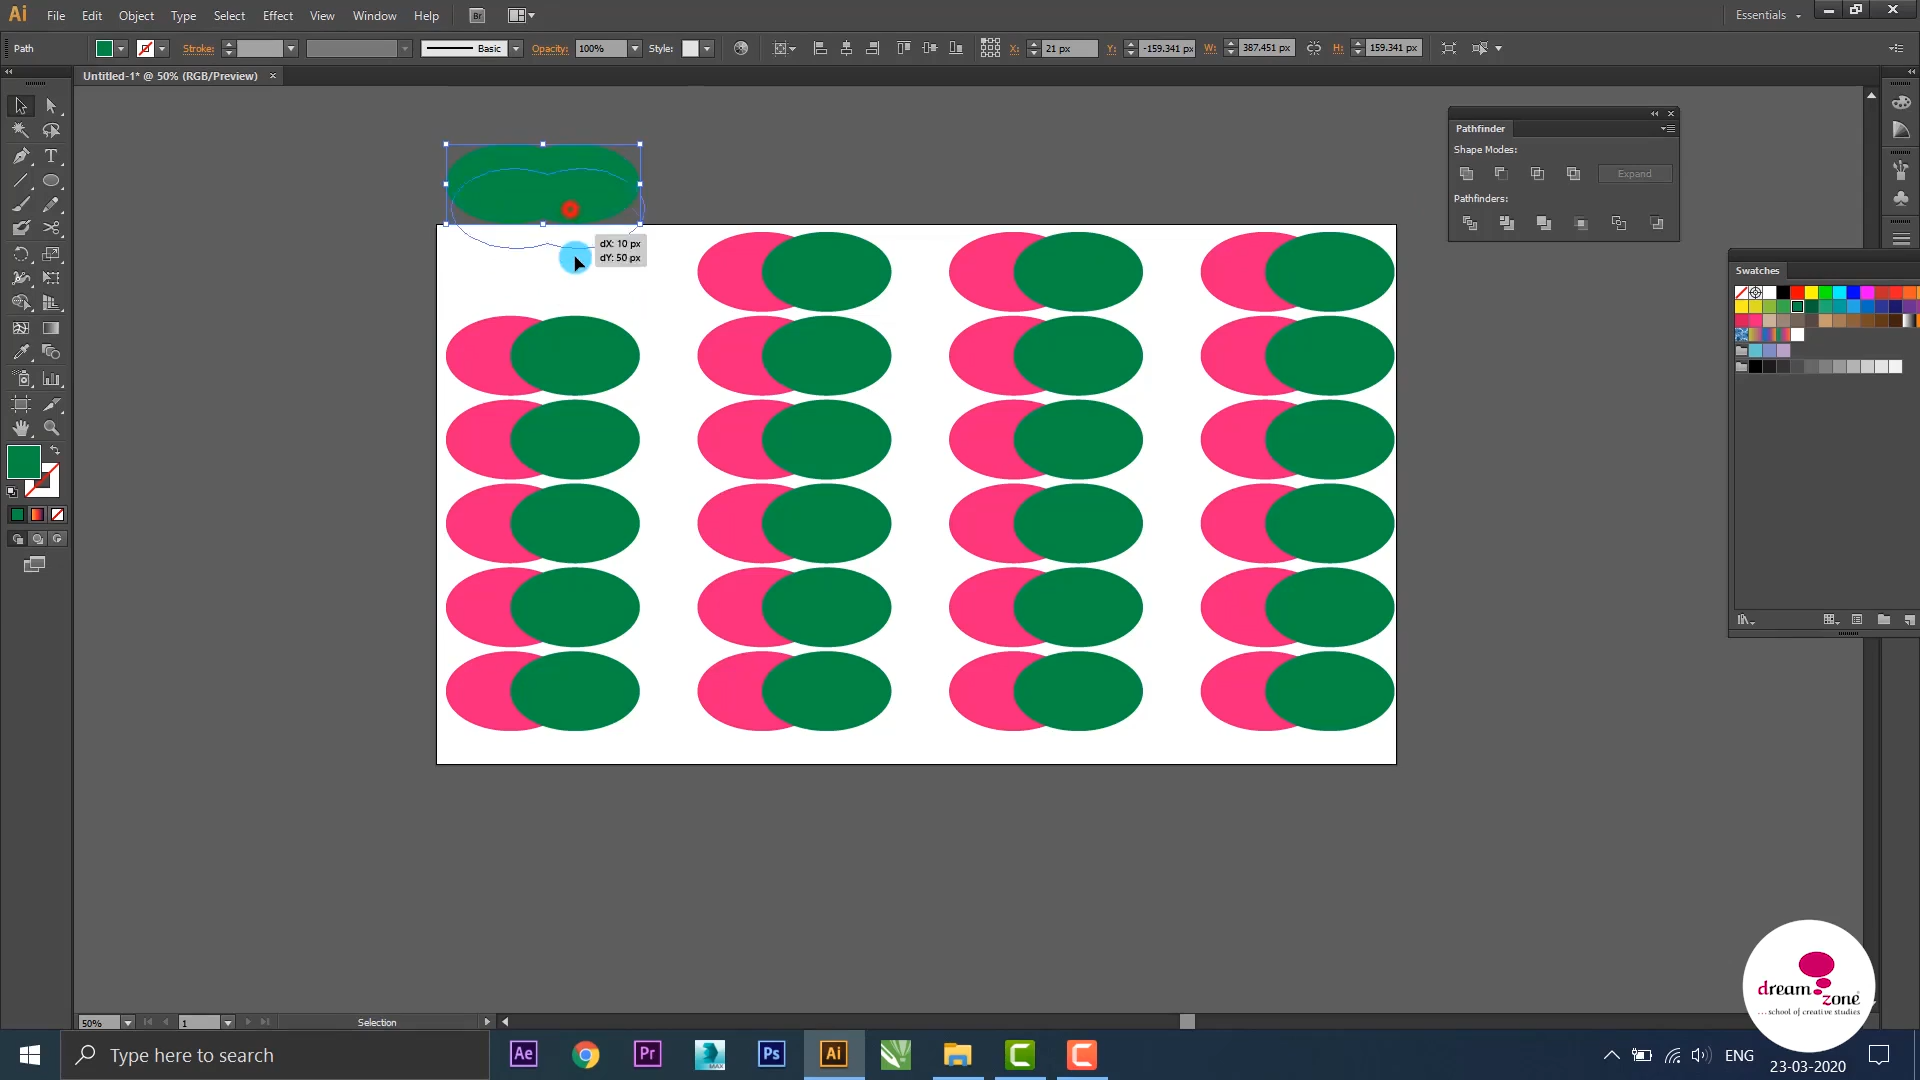 Ai File Edit Object Type Select Effect View Window Help Br Essentials
Path Stroke: Basic Opacity: 100% Style: X: 21 px Y: -159.341 px W: 387.451 px H: 159.341 px
Untitled-1* @ 50% (RGB/Preview) ×
Pathfinder
Shape Modes:
Expand
Pathfinders:
dX: 10 px
dY: 50 px
Swatches
50% 1 Selection
dream zone
...school of creative studies
Type here to search
Ae Pr MAX Ps Ai ENG
23-03-2020